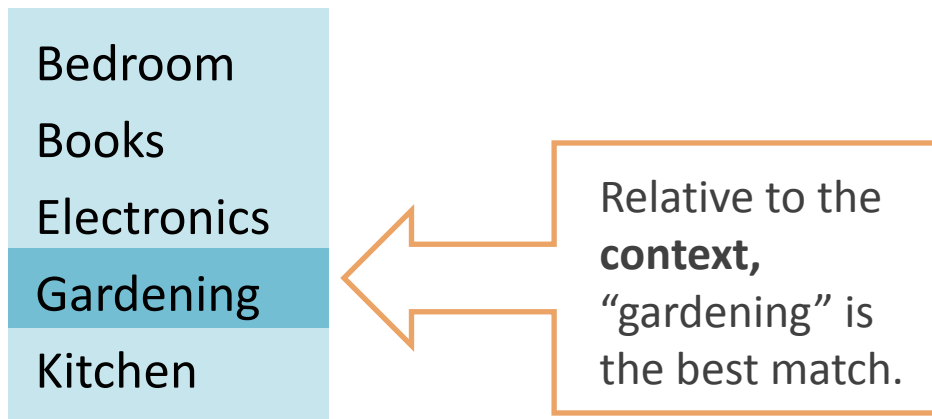 Bedroom
Books
Electronics
Gardening
Kitchen
Relative to the
context,
“gardening” is
the best match.